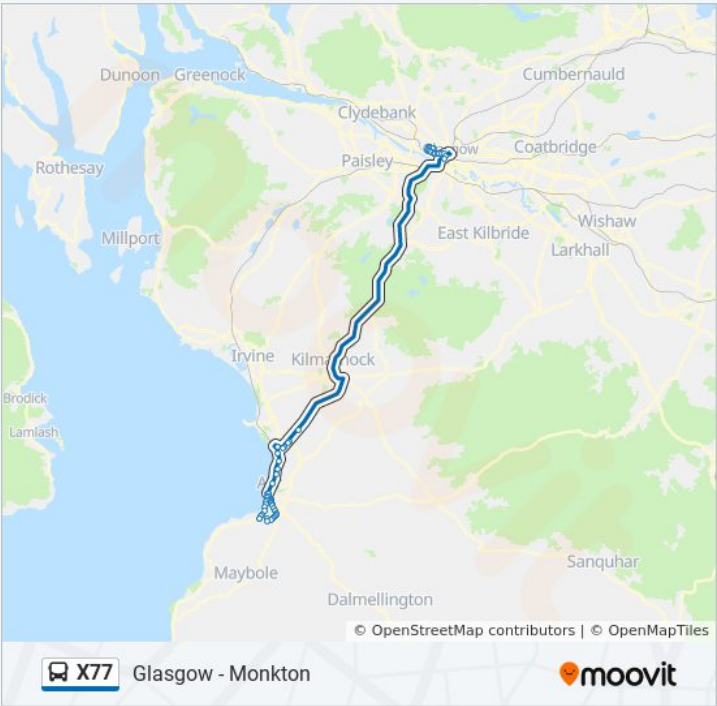 Cumbernauld
Dunoon
Greenock
Clydebank
Coatbridge
Paisley
Rothesay
Wishaw
Millport
East Kilbride
Larkhall
Irvine
Brodick
Lamlash
Sanquhar
Maybole
Dalmellington
© OpenStreetMap contributors | © OpenMapTiles
X77 Glasgow - Monkton
moovit